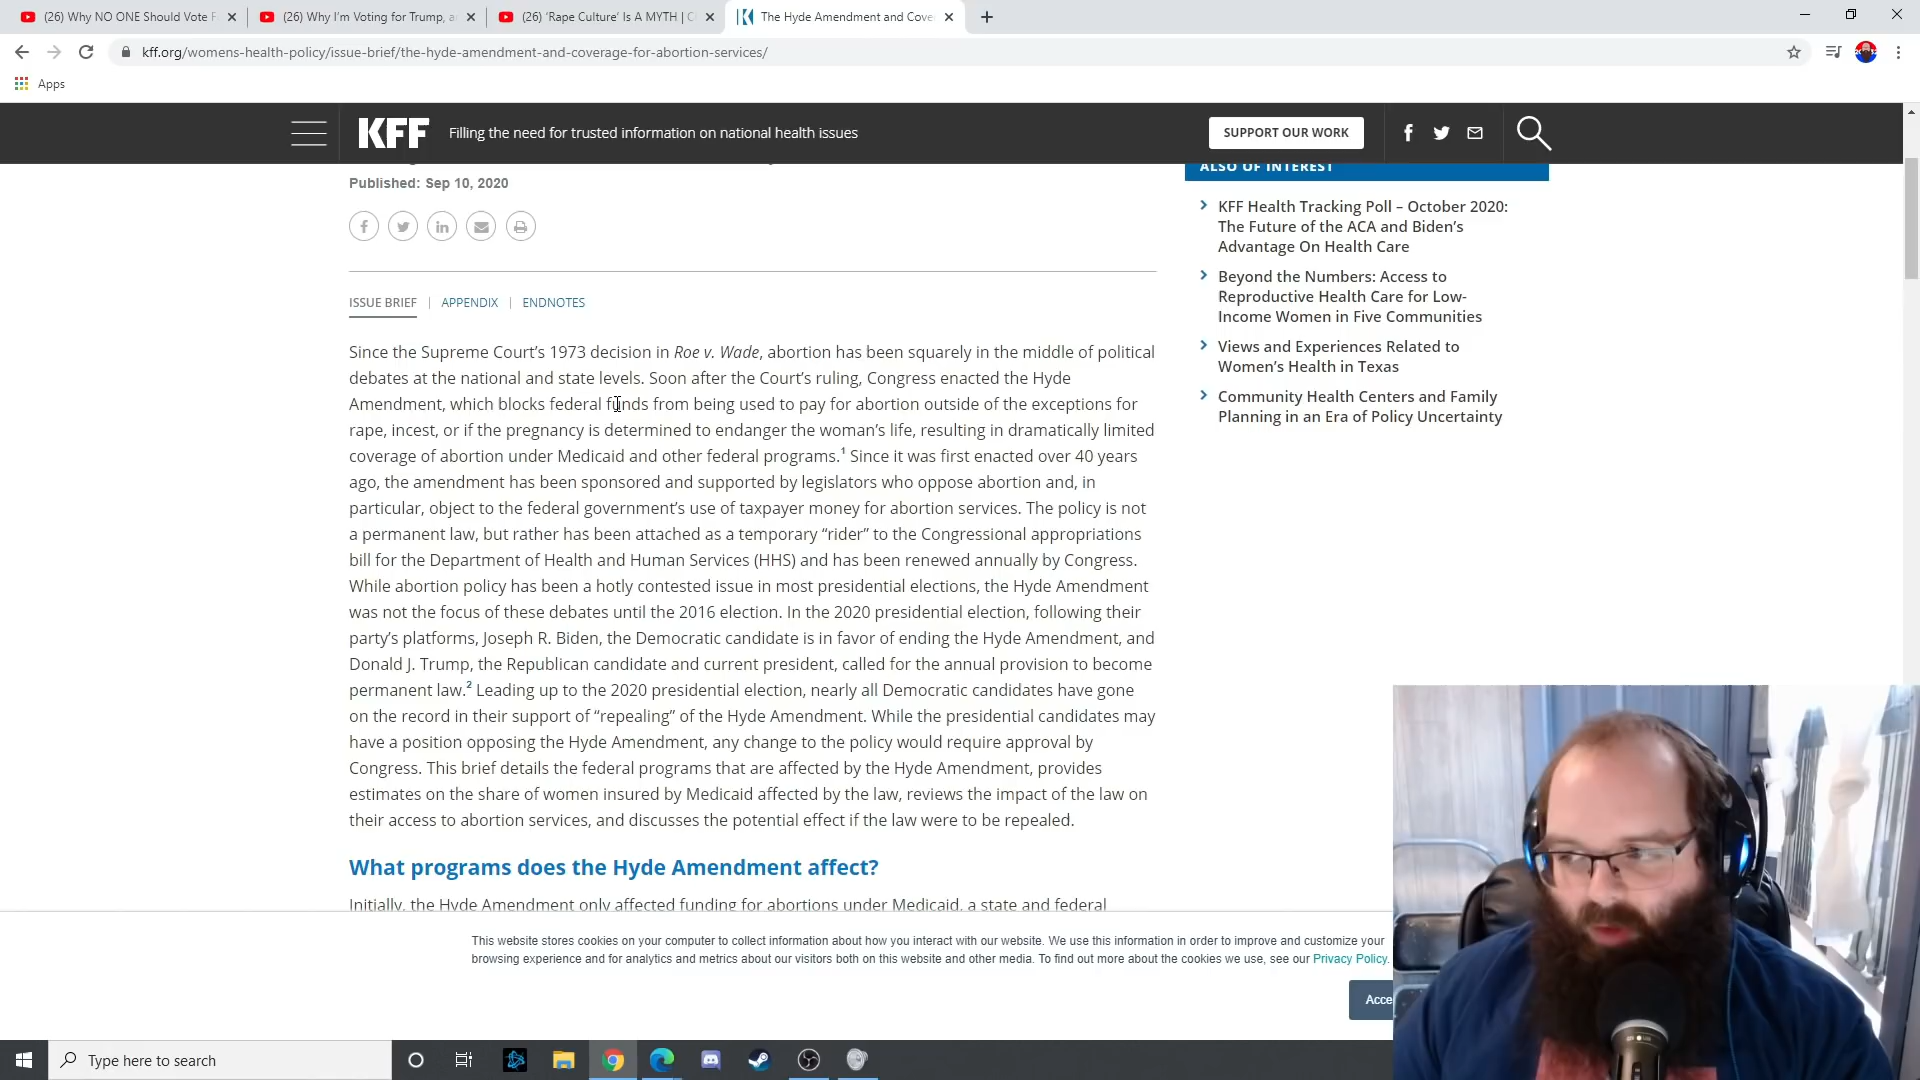 (26) Why NO ONE Should Vote F
(26) Why I'm Voting for Trump, a
(26) 'Rape Culture' Is A MYTH | C
The Hyde Amendment and Cove
kff.org/womens-health-policy/issue-brief/the-hyde-amendment-and-coverage-for-abortion-services/
Apps
KFF
Filling the need for trusted information on national health issues
SUPPORT OUR WORK
Published: Sep 10, 2020
ISSUE BRIEF | APPENDIX | ENDNOTES
Since the Supreme Court's 1973 decision in Roe v. Wade, abortion has been squarely in the middle of political
debates at the national and state levels. Soon after the Court's ruling, Congress enacted the Hyde
Amendment, which blocks federal funds from being used to pay for abortion outside of the exceptions for
rape, incest, or if the pregnancy is determined to endanger the woman's life, resulting in dramatically limited
coverage of abortion under Medicaid and other federal programs.1 Since it was first enacted over 40 years
ago, the amendment has been sponsored and supported by legislators who oppose abortion and, in
particular, object to the federal government's use of taxpayer money for abortion services. The policy is not
a permanent law, but rather has been attached as a temporary "rider" to the Congressional appropriations
bill for the Department of Health and Human Services (HHS) and has been renewed annually by Congress.
While abortion policy has been a hotly contested issue in most presidential elections, the Hyde Amendment
was not the focus of these debates until the 2016 election. In the 2020 presidential election, following their
party's platforms, Joseph R. Biden, the Democratic candidate is in favor of ending the Hyde Amendment, and
Donald J. Trump, the Republican candidate and current president, called for the annual provision to become
permanent law.2 Leading up to the 2020 presidential election, nearly all Democratic candidates have gone
on the record in their support of "repealing" of the Hyde Amendment. While the presidential candidates may
have a position opposing the Hyde Amendment, any change to the policy would require approval by
Congress. This brief details the federal programs that are affected by the Hyde Amendment, provides
estimates on the share of women insured by Medicaid affected by the law, reviews the impact of the law on
their access to abortion services, and discusses the potential effect if the law were to be repealed.
What programs does the Hyde Amendment affect?
Initially, the Hyde Amendment only affected funding for abortions under Medicaid, a state and federal
ALSO OF INTEREST
KFF Health Tracking Poll – October 2020:
The Future of the ACA and Biden's
Advantage On Health Care
Beyond the Numbers: Access to
Reproductive Health Care for Low-
Income Women in Five Communities
Views and Experiences Related to
Women's Health in Texas
Community Health Centers and Family
Planning in an Era of Policy Uncertainty
This website stores cookies on your computer to collect information about how you interact with our website. We use this information in order to improve and customize your
browsing experience and for analytics and metrics about our visitors both on this website and other media. To find out more about the cookies we use, see our Privacy Policy.
Acce
Type here to search